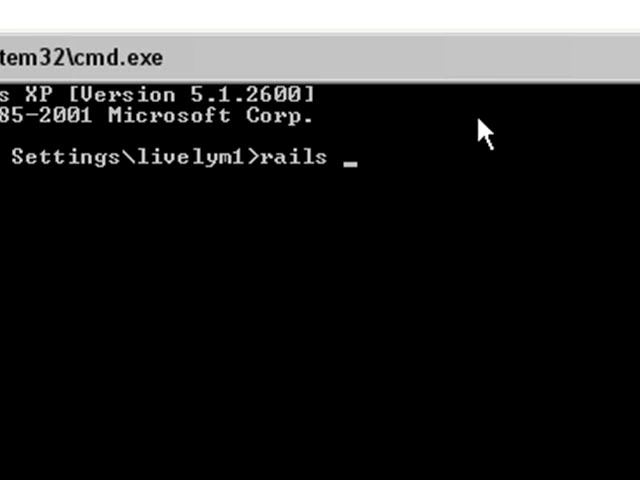 tem32\cmd.exe
s XP [Version 5.1.2600]
85-2001 Microsoft Corp.
Settings\livelym1>rails _